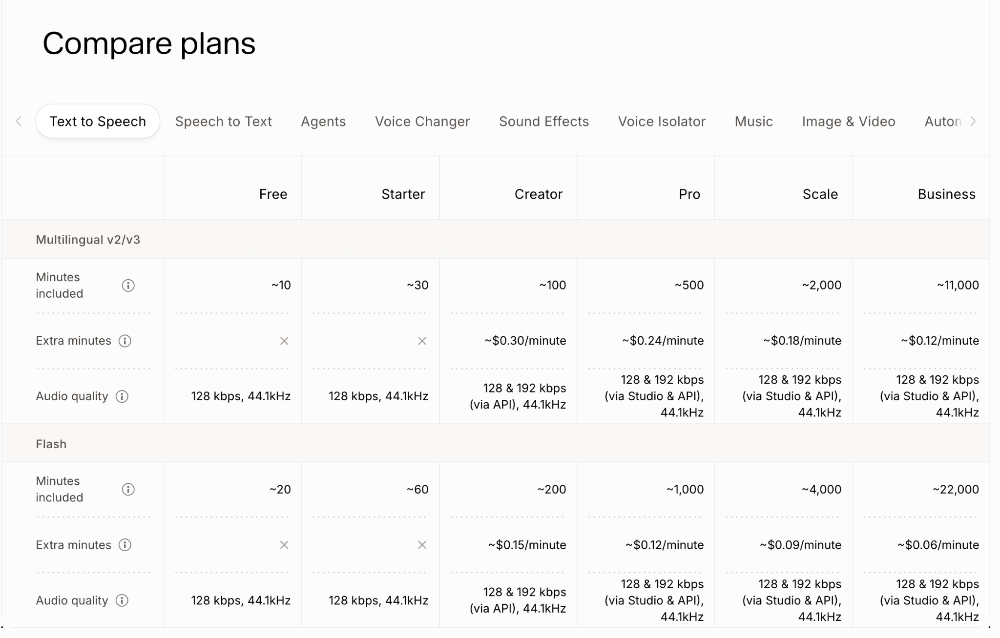 Compare plans
Text to Speech Speech to Text Agents Voice Changer Sound Effects Voice Isolator Music Image & Video
Free Starter Creator Pro Scale Business
Multilingual v2/v3
Minutes included ~10 ~30 ~100 ~500 ~2,000 ~11,000
Extra minutes ~$0.30/minute ~$0.24/minute ~$0.18/minute ~$0.12/minute
Audio quality 128 kbps, 44.1kHz 128 kbps, 44.1kHz 128 & 192 kbps (via API), 44.1kHz 128 & 192 kbps (via Studio & API), 44.1kHz 128 & 192 kbps (via Studio & API), 44.1kHz 128 & 192 kbps (via Studio & API), 44.1kHz
Flash
Minutes included ~20 ~60 ~200 ~1,000 ~4,000 ~22,000
Extra minutes ~$0.15/minute ~$0.12/minute ~$0.09/minute ~$0.06/minute
Audio quality 128 kbps, 44.1kHz 128 kbps, 44.1kHz 128 & 192 kbps (via API), 44.1kHz 128 & 192 kbps (via Studio & API), 44.1kHz 128 & 192 kbps (via Studio & API), 44.1kHz 128 & 192 kbps (via Studio & API), 44.1kHz